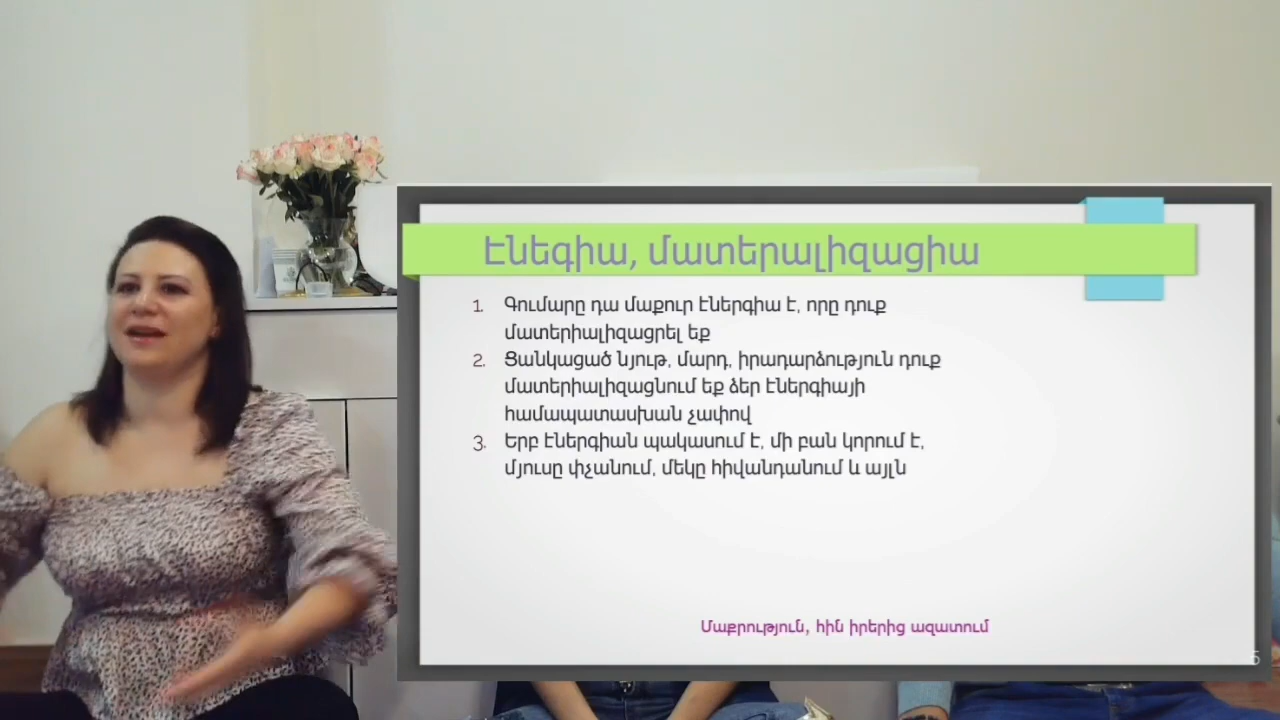 Էնեգիա, մատերալիզացիա
1. Գումարը դա մաքուր էներգիա է, որը դուք
մատերիալիզացրել եք
2. Ցանկացած նյութ, մարդ, իրադարձություն դուք
մատերիալիզացնում եք ձեր էներգիայի
համապատասխան չափով
3. Երբ էներգիան պակասում է, մի բան կորում է,
մյուսը փչանում, մեկը հիվանդանում և այլն
Մաքրություն, հին իրերից ազատում
5